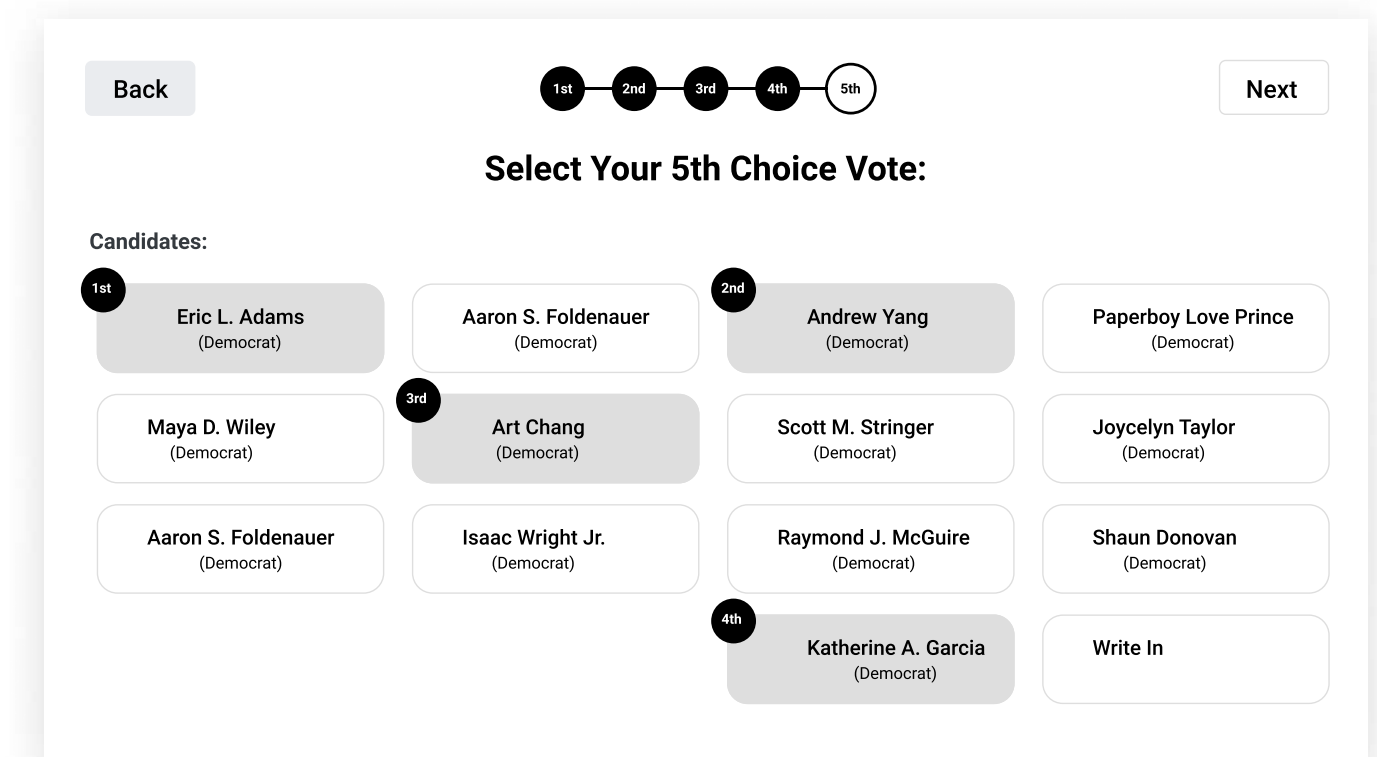 Back
1st
2nd
3rd
4th
5th
Next
Select Your 5th Choice Vote:
Candidates:
1st
Eric L. Adams
(Democrat)
Aaron S. Foldenauer
(Democrat)
2nd
Andrew Yang
(Democrat)
Paperboy Love Prince
(Democrat)
Maya D. Wiley
(Democrat)
3rd
Art Chang
(Democrat)
Scott M. Stringer
(Democrat)
Joycelyn Taylor
(Democrat)
Aaron S. Foldenauer
(Democrat)
Isaac Wright Jr.
(Democrat)
Raymond J. McGuire
(Democrat)
Shaun Donovan
(Democrat)
4th
Katherine A. Garcia
(Democrat)
Write In